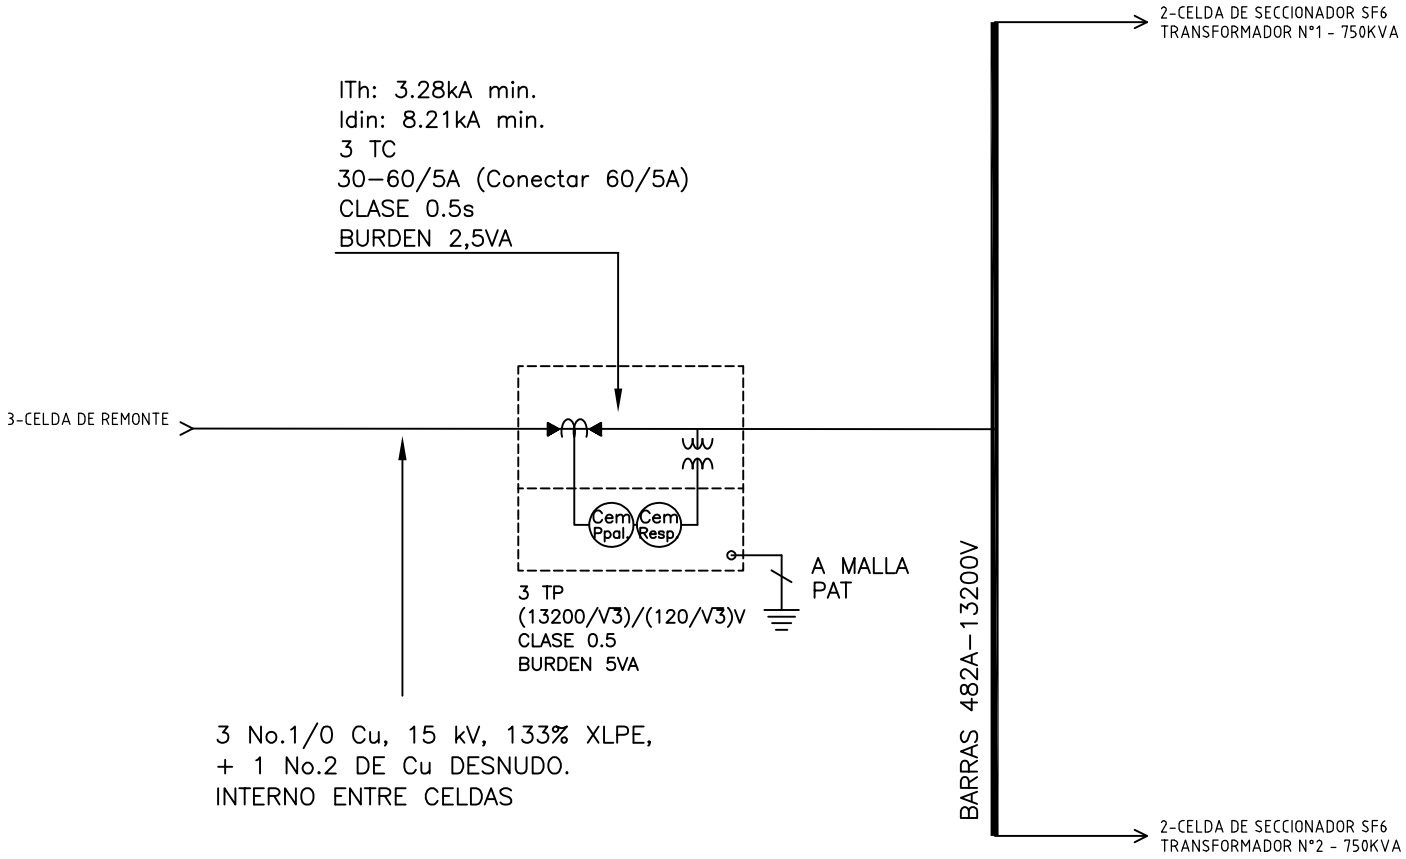 2-CELDA DE SECCIONADOR SF6
TRANSFORMADOR N°1 - 750KVA
ITh: 3.28kA min.
Idin: 8.21kA min.
3 TC
30-60/5A (Conectar 60/5A)
CLASE 0.5s
BURDEN 2,5VA
3-CELDA DE REMONTE
Cem Ppal.
Cem Resp.
A MALLA
PAT
3 TP
(13200/√3)/(120/√3)V
CLASE 0.5
BURDEN 5VA
BARRAS 482A-13200V
3 No.1/0 Cu, 15 kV, 133% XLPE,
+ 1 No.2 DE Cu DESNUDO.
INTERNO ENTRE CELDAS
2-CELDA DE SECCIONADOR SF6
TRANSFORMADOR N°2 - 750KVA